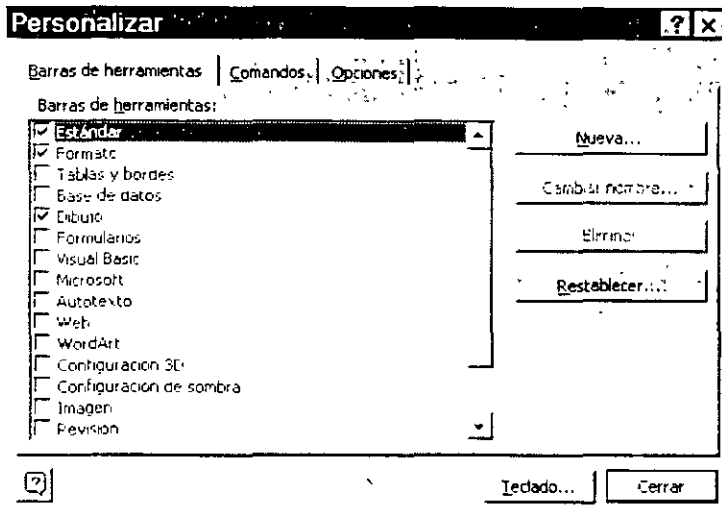 Personalizar
Barras de herramientas Comandos Opciones
Barras de herramientas:
Estándar
Formato
Tablas y bordes
Base de datos
Dibujo
Formularios
Visual Basic
Microsoft
Autotexto
Web
WordArt
Configuración 3D
Configuración de sombra
Imagen
Revisión
Nueva...
Cambiar nombre...
Eliminar
Restablecer...
Teclado... Cerrar